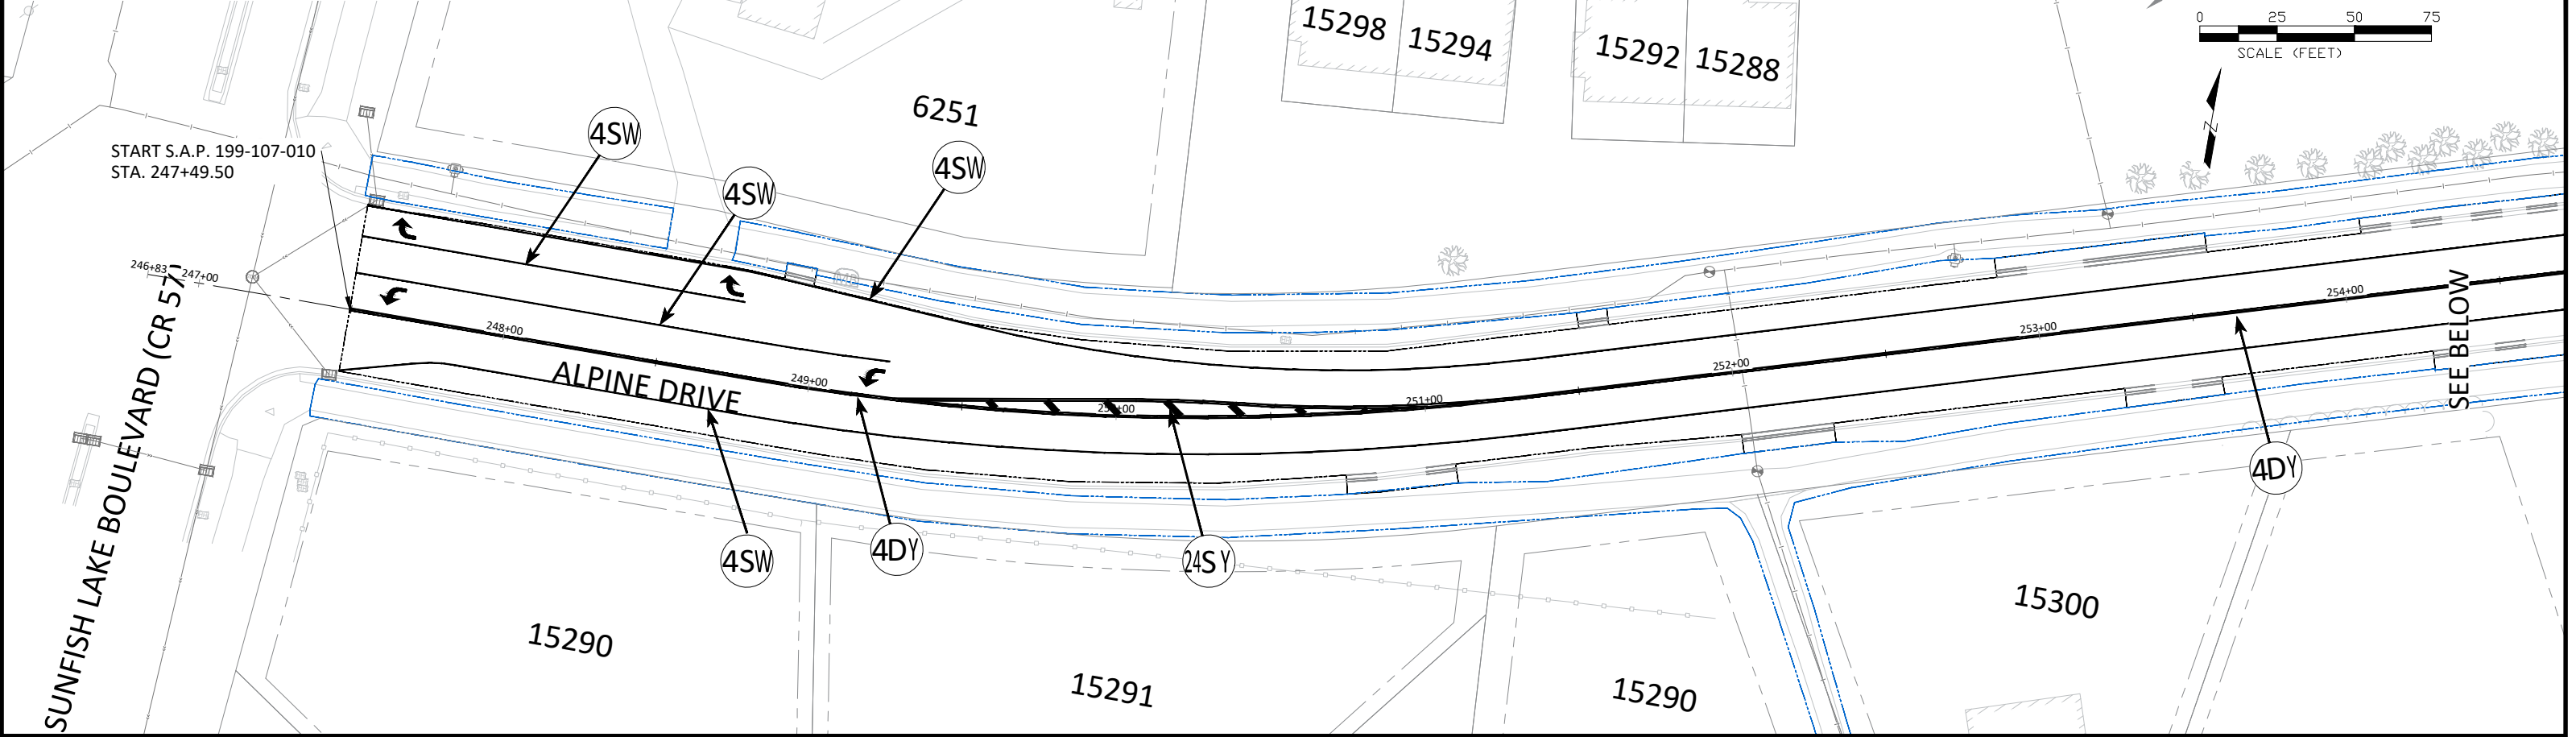 15298
15294
15292
15288
0 25 50 75
SCALE (FEET)
6251
4SW
4SW
4SW
START S.A.P. 199-107-010
STA. 247+49.50
N
246+83
247+00
248+00
249+00
251+00
252+00
253+00
254+00
ALPINE DRIVE
SUNFISH LAKE BOULEVARD (CR 57)
SEE BELOW
4SW
4DY
24SY
4DY
15290
15291
15290
15300